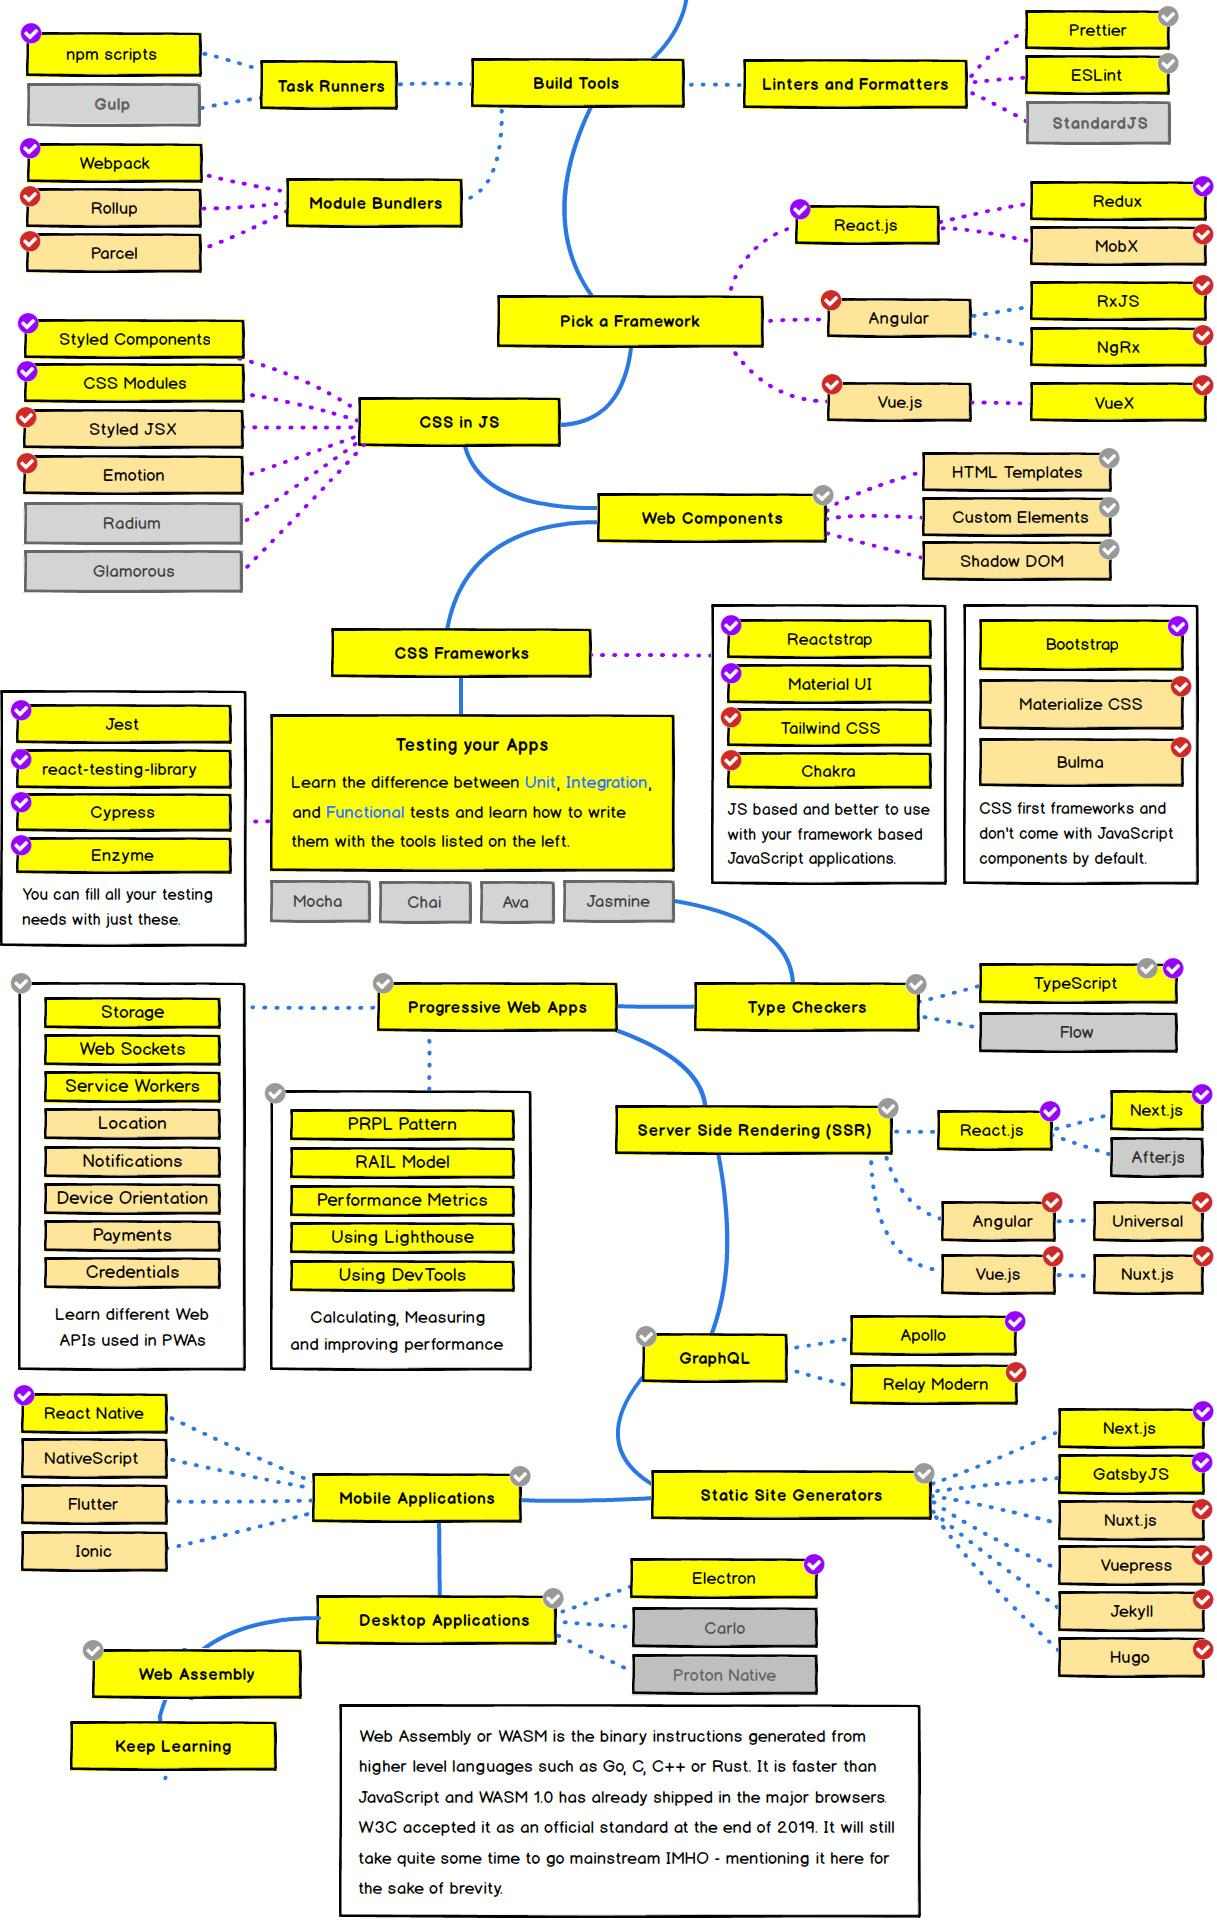 npm scripts
Gulp
Task Runners
Build Tools
Linters and Formatters
Prettier
ESLint
StandardJS
Webpack
Rollup
Parcel
Module Bundlers
React.js
Redux
MobX
Pick a Framework
Angular
RxJS
NgRx
Vue.js
VueX
Styled Components
CSS Modules
Styled JSX
Emotion
Radium
Glamorous
CSS in JS
Web Components
HTML Templates
Custom Elements
Shadow DOM
CSS Frameworks
Reactstrap
Material UI
Tailwind CSS
Chakra
JS based and better to use
with your framework based
JavaScript applications.
Bootstrap
Materialize CSS
Bulma
CSS first frameworks and
don't come with JavaScript
components by default.
Jest
react-testing-library
Cypress
Enzyme
You can fill all your testing
needs with just these.
Testing your Apps
Learn the difference between Unit, Integration,
and Functional tests and learn how to write
them with the tools listed on the left.
Mocha
Chai
Ava
Jasmine
Progressive Web Apps
Type Checkers
TypeScript
Flow
Storage
Web Sockets
Service Workers
Location
Notifications
Device Orientation
Payments
Credentials
Learn different Web
APIs used in PWAs
PRPL Pattern
RAIL Model
Performance Metrics
Using Lighthouse
Using DevTools
Calculating, Measuring
and improving performance
Server Side Rendering (SSR)
React.js
Next.js
After.js
Angular
Universal
Vue.js
Nuxt.js
GraphQL
Apollo
Relay Modern
React Native
NativeScript
Flutter
Ionic
Mobile Applications
Static Site Generators
Next.js
GatsbyJS
Nuxt.js
Vuepress
Jekyll
Hugo
Desktop Applications
Electron
Carlo
Proton Native
Web Assembly
Keep Learning
Web Assembly or WASM is the binary instructions generated from
higher level languages such as Go, C, C++ or Rust. It is faster than
JavaScript and WASM 1.0 has already shipped in the major browsers.
W3C accepted it as an official standard at the end of 2019. It will still
take quite some time to go mainstream IMHO - mentioning it here for
the sake of brevity.